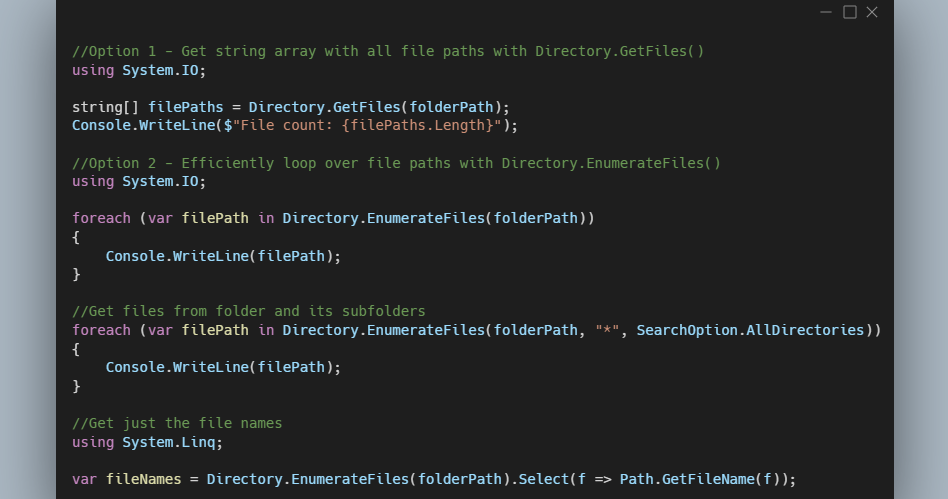 //Option 1 - Get string array with all file paths with Directory.GetFiles()
using System.IO;
string[] filePaths = Directory.GetFiles(folderPath);
Console.WriteLine($"File count: {filePaths.Length}");
//Option 2 - Efficiently loop over file paths with Directory.EnumerateFiles()
using System.IO;
foreach (var filePath in Directory.EnumerateFiles(folderPath))
{
    Console.WriteLine(filePath);
}
//Get files from folder and its subfolders
foreach (var filePath in Directory.EnumerateFiles(folderPath, "*", SearchOption.AllDirectories))
{
    Console.WriteLine(filePath);
}
//Get just the file names
using System.Linq;
var fileNames = Directory.EnumerateFiles(folderPath).Select(f => Path.GetFileName(f));